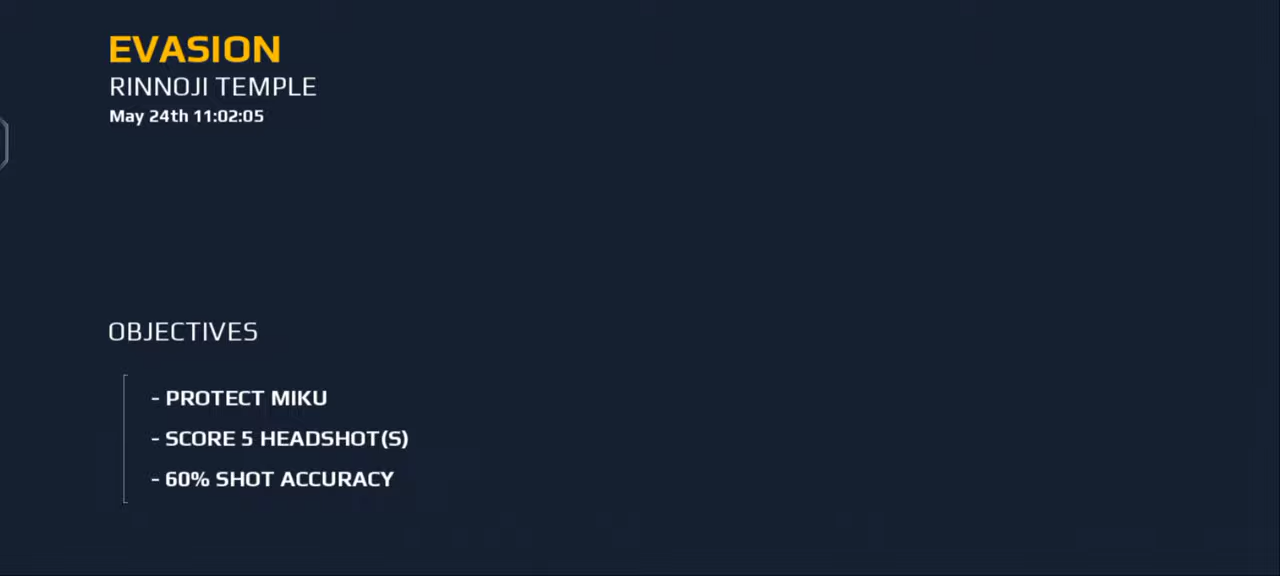 EVASION
RINNOJI TEMPLE
May 24th 11:02:05
OBJECTIVES
- PROTECT MIKU
- SCORE 5 HEADSHOT(S)
- 60% SHOT ACCURACY